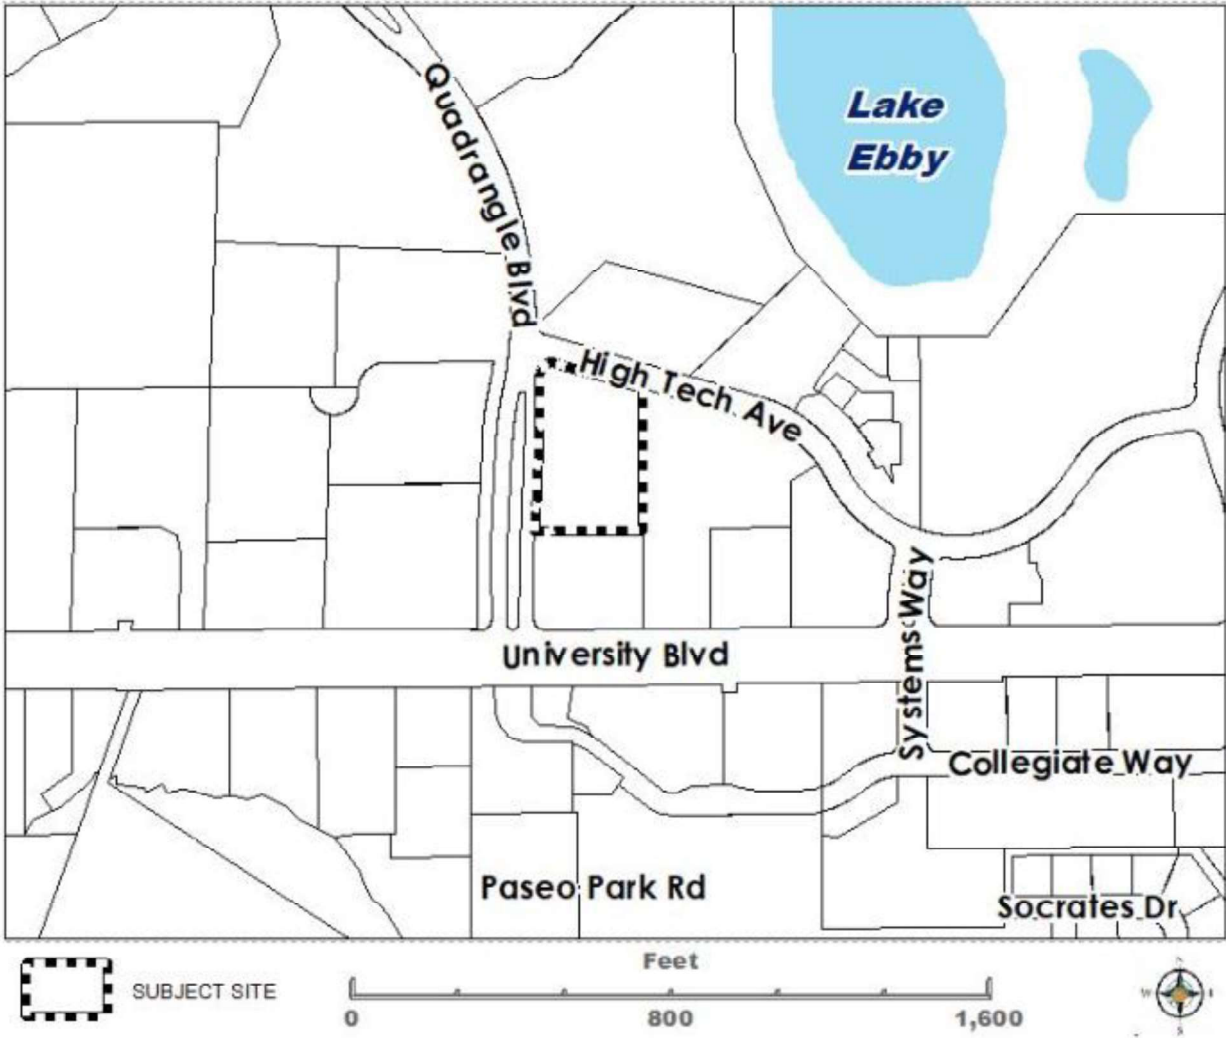 Lake
Ebby
Quadrangle Blvd
High Tech Ave
Systems Way
University Blvd
Collegiate Way
Paseo Park Rd
Socrates Dr
Feet
SUBJECT SITE
0 800 1,600